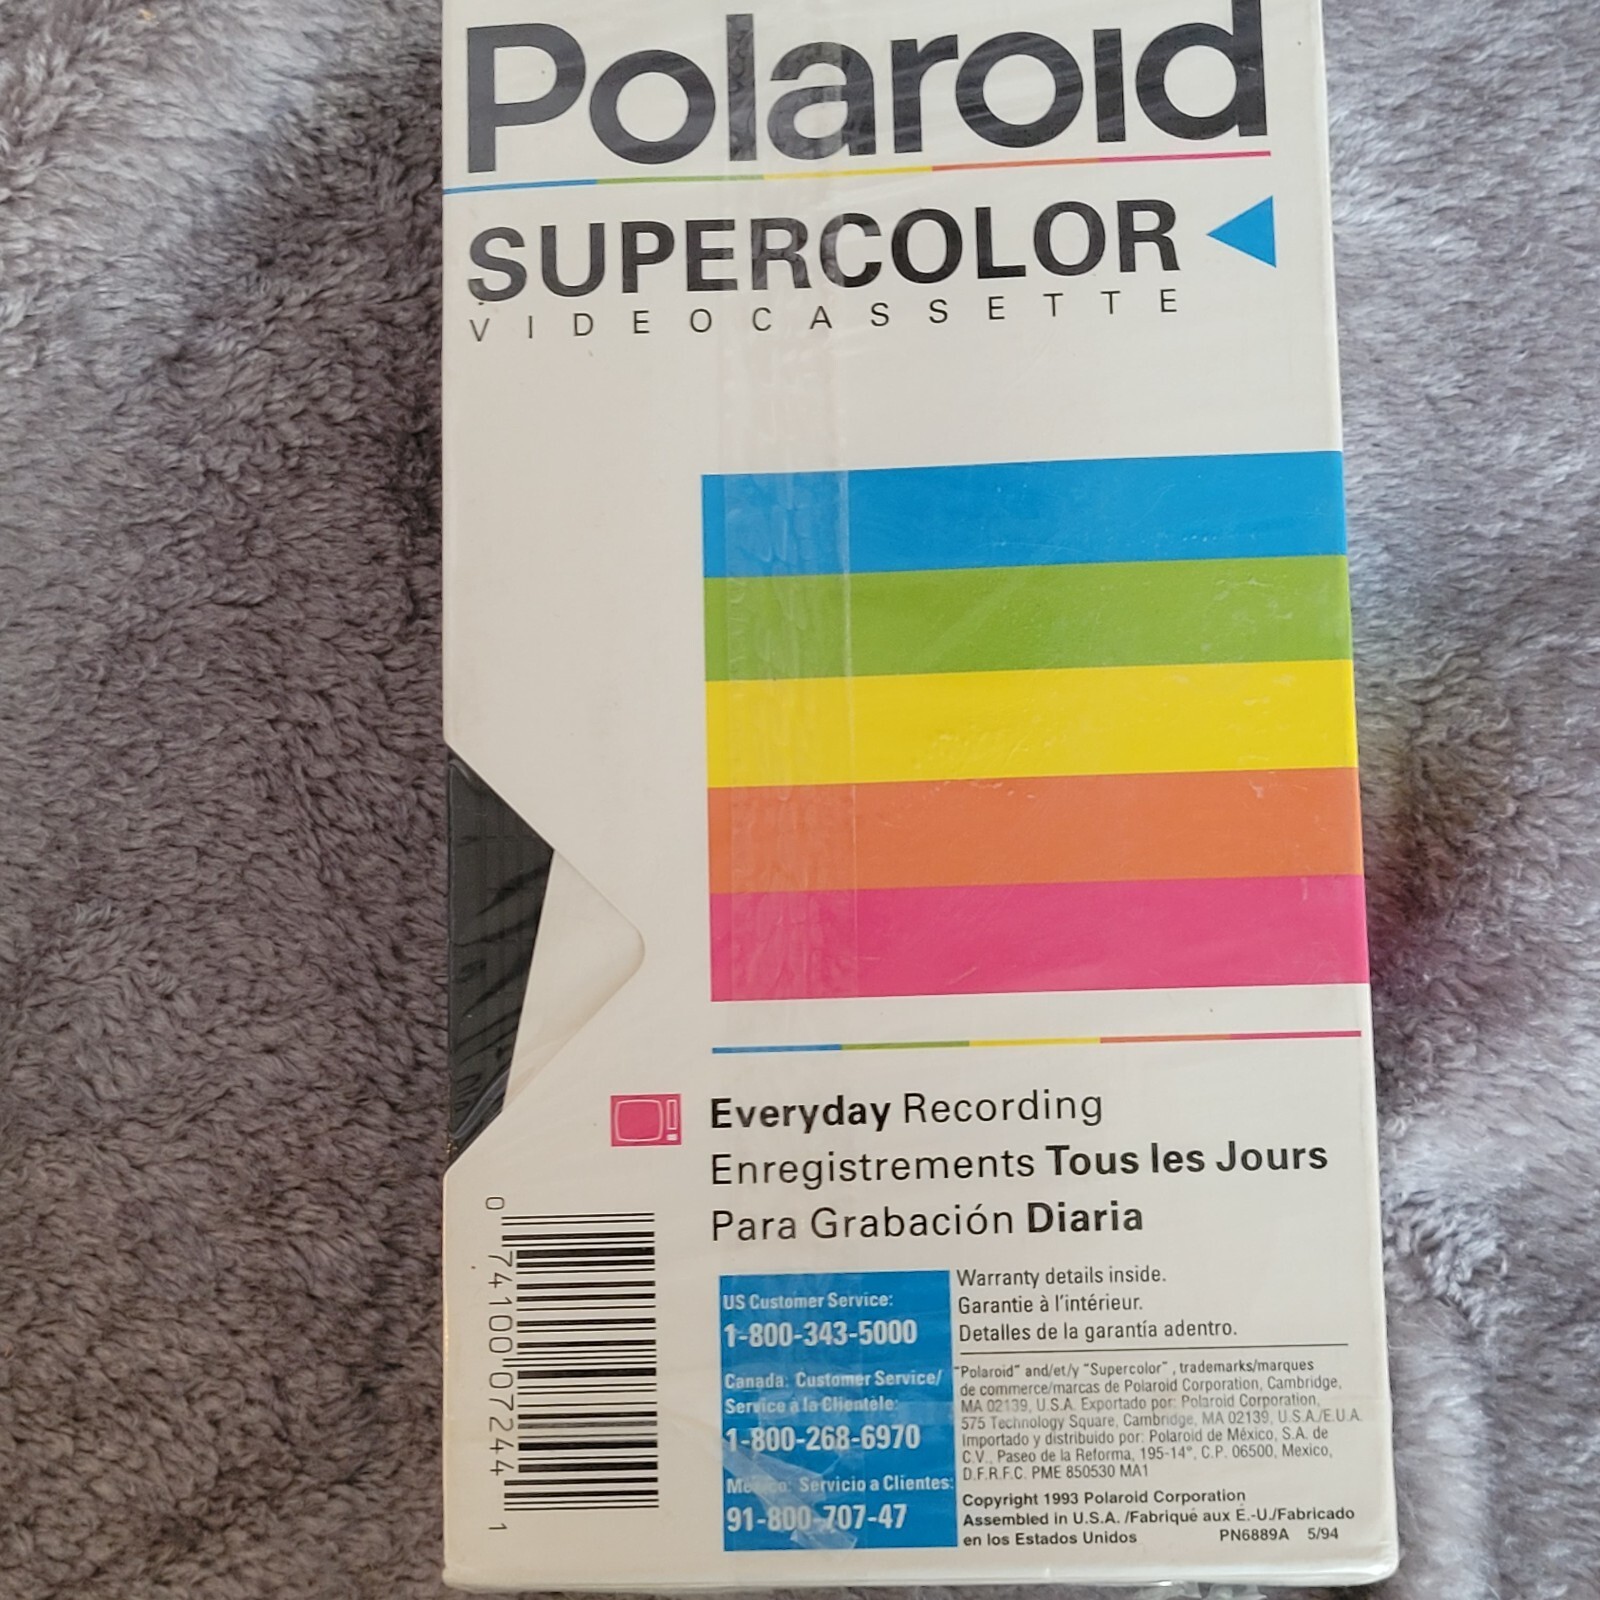 Polaroid
SUPERCOLOR
VIDEOCASSETTE
Everyday Recording
Enregistrements Tous les Jours
Para Grabación Diaria
0 74100 07244 1
US Customer Service:
1-800-343-5000
Canada: Customer Service/
Service à la Clientèle:
1-800-268-6970
Mexico: Servicio a Clientes:
91-800-707-47
Warranty details inside.
Garantie à l'intérieur.
Detalles de la garantía adentro.
"Polaroid" and/et/y "Supercolor", trademarks/marques
de commerce/marcas de Polaroid Corporation, Cambridge,
MA 02139, U.S.A. Exportado por: Polaroid Corporation,
575 Technology Square, Cambridge, MA 02139, U.S.A./E.U.A.
Importado y distribuido por: Polaroid de México, S.A. de
C.V., Paseo de la Reforma, 195-14°, C.P. 06500, Mexico,
D.F.R.F.C. PME 850530 MA1
Copyright 1993 Polaroid Corporation
Assembled in U.S.A. /Fabriqué aux É.-U./Fabricado
en los Estados Unidos PN6889A 5/94